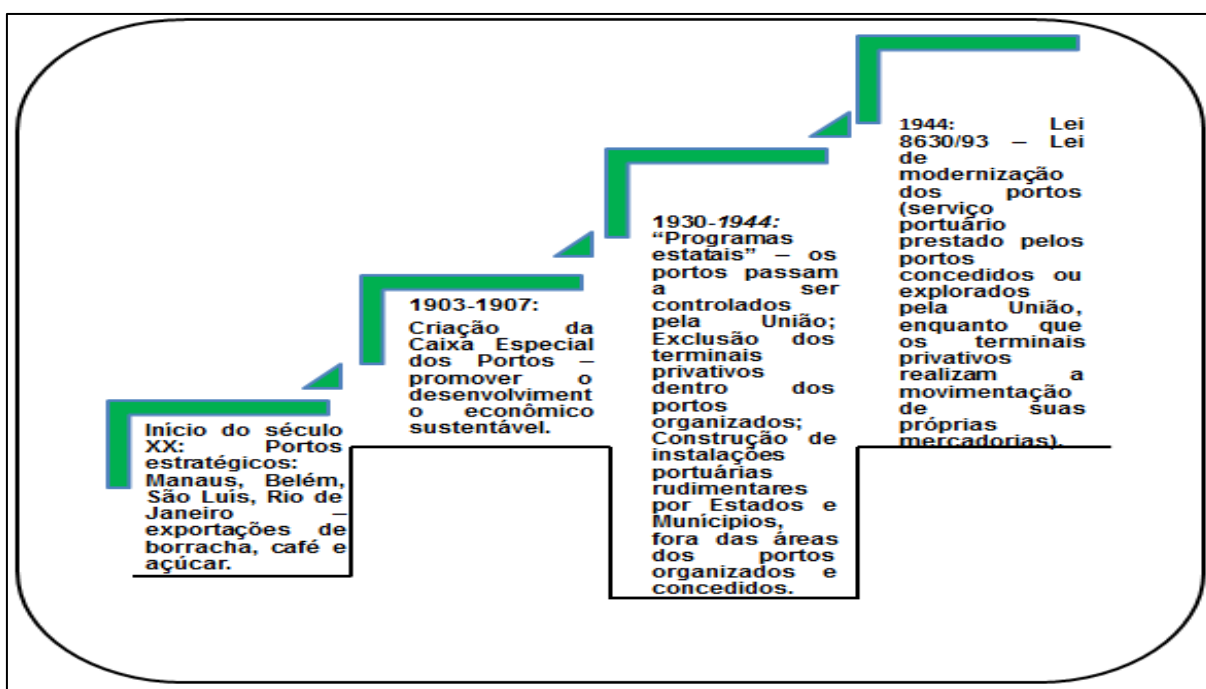 Início do século
XX: Portos
estratégicos:
Manaus, Belém,
São Luís, Rio de
Janeiro –
exportações de
borracha, café e
açúcar.
1903-1907:
Criação da
Caixa Especial
dos Portos –
promover o
desenvolviment
o econômico
sustentável.
1930-1944:
“Programas
estatais” – os
portos passam
a ser
controlados
pela União;
Exclusão dos
terminais
privativos
dentro dos
portos
organizados;
Construção de
instalações
portuárias
rudimentares
por Estados e
Munícipios,
fora das áreas
dos portos
organizados e
concedidos.
1944: Lei
8630/93 – Lei
de
modernização
dos portos
(serviço
portuário
prestado pelos
portos
concedidos ou
explorados
pela União,
enquanto que
os terminais
privativos
realizam a
movimentação
de suas
próprias
mercadorias).